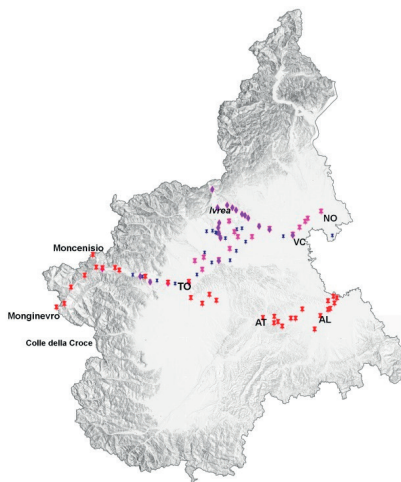 Ivrea
NO
VC
Moncenisio
TO
Monginevro
AT
AL
Colle della Croce